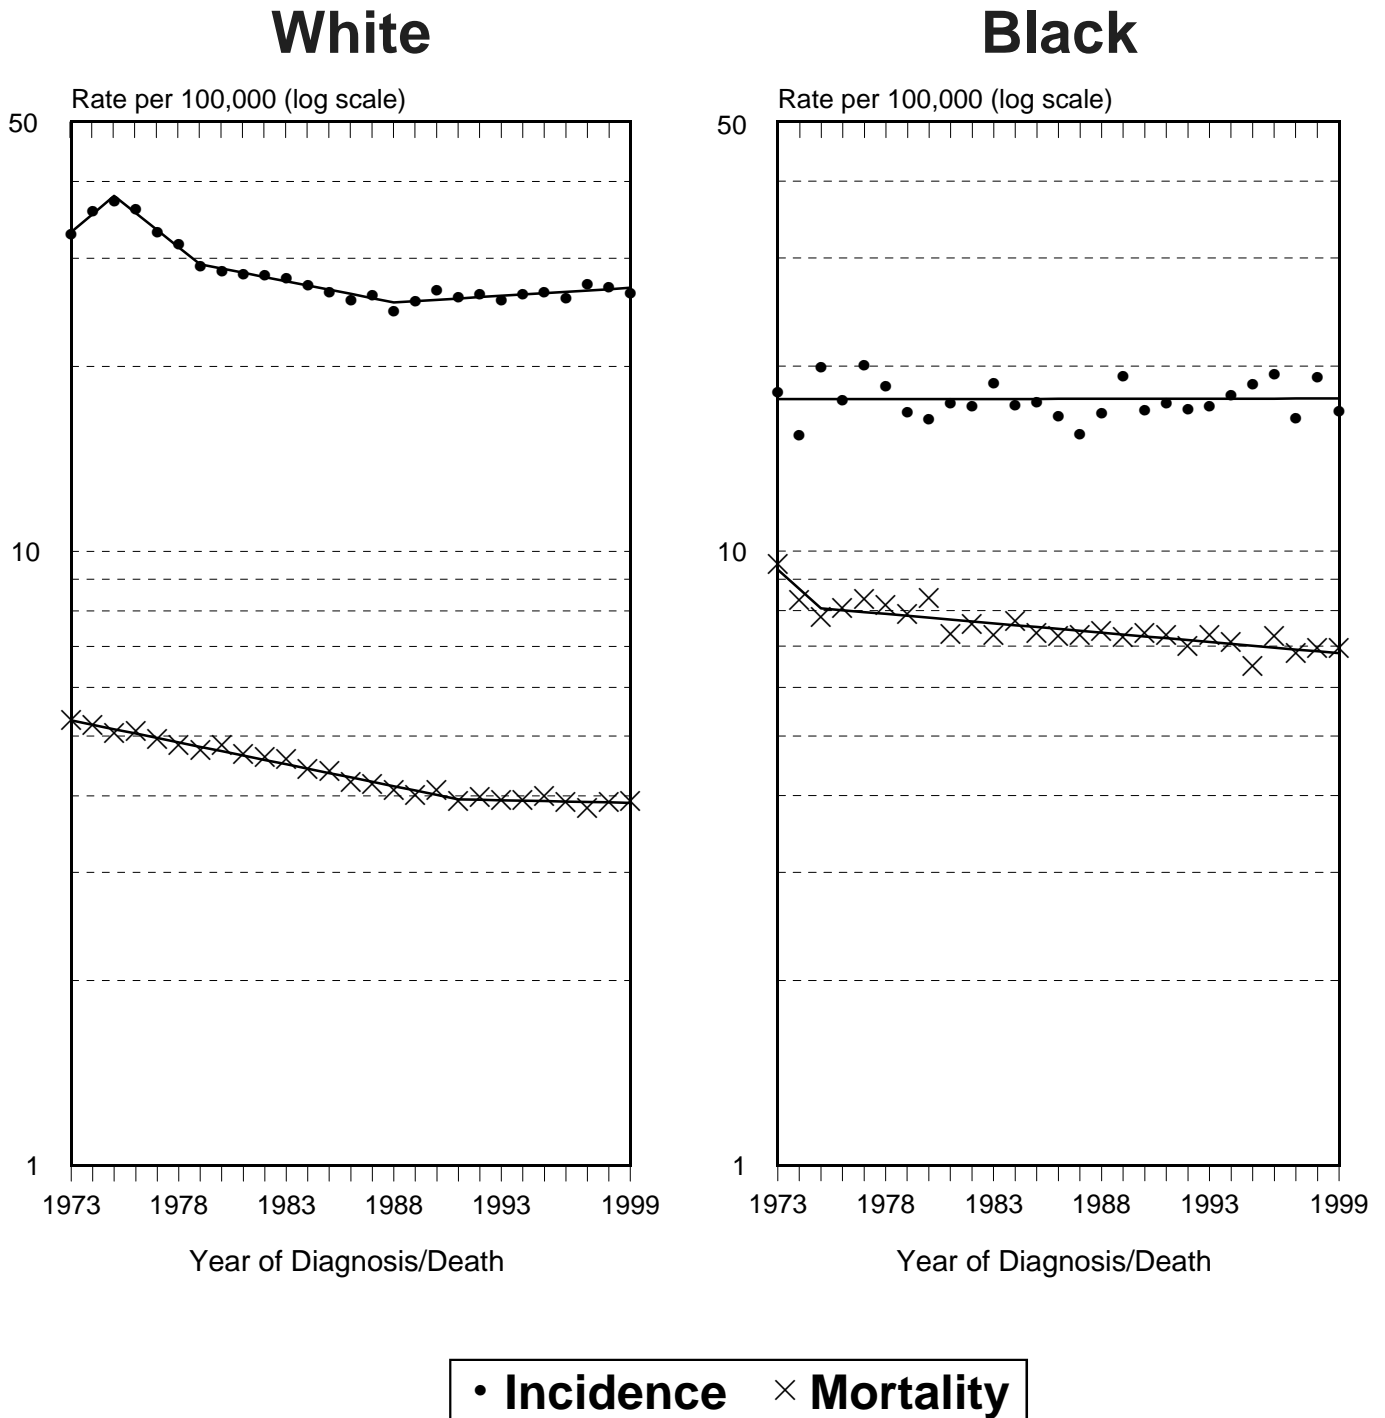 White
Black
Rate per 100,000 (log scale)
Rate per 100,000 (log scale)
50
50
10
10
1
1
1973 1978 1983 1988 1993 1999
1973 1978 1983 1988 1993 1999
Year of Diagnosis/Death
Year of Diagnosis/Death
Incidence Mortality